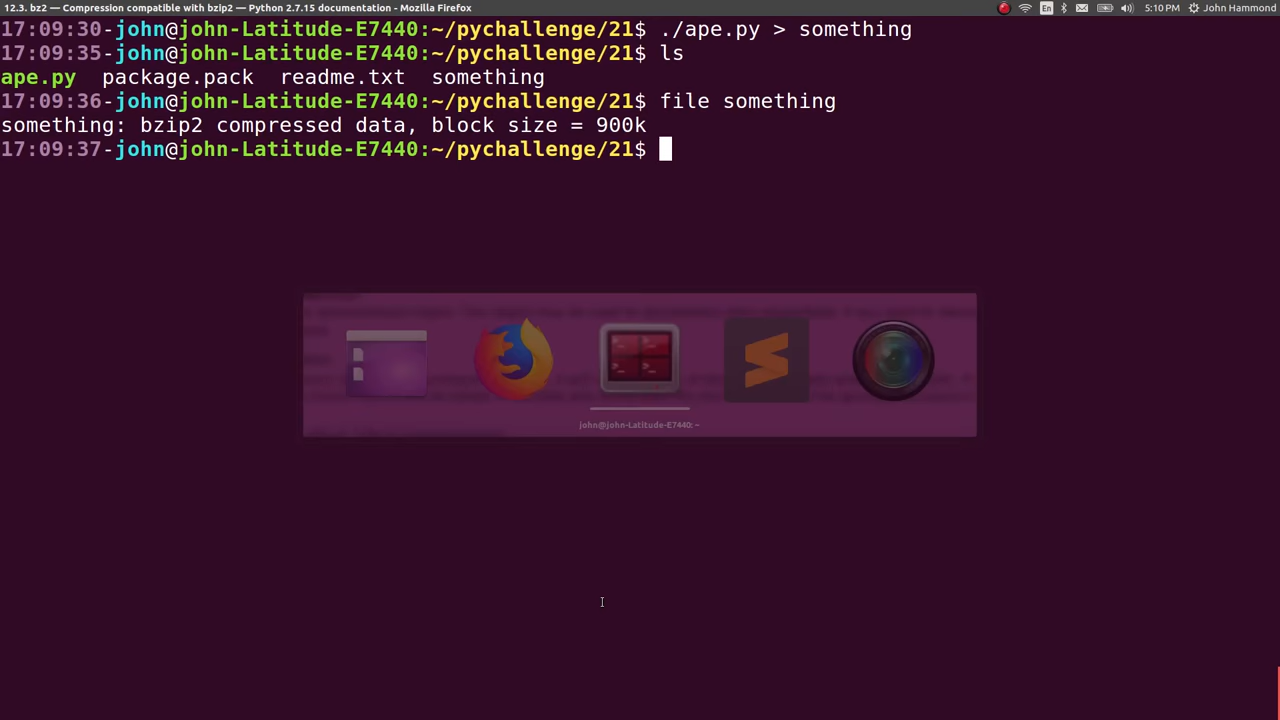 12.3. bz2 — Compression compatible with bzip2 — Python 2.7.15 documentation - Mozilla Firefox
En
5:10 PM
John Hammond
17:09:30-john@john-Latitude-E7440:~/pychallenge/21$ ./ape.py > something
17:09:35-john@john-Latitude-E7440:~/pychallenge/21$ ls
ape.py  package.pack  readme.txt  something
17:09:36-john@john-Latitude-E7440:~/pychallenge/21$ file something
something: bzip2 compressed data, block size = 900k
17:09:37-john@john-Latitude-E7440:~/pychallenge/21$
john@john-Latitude-E7440: ~